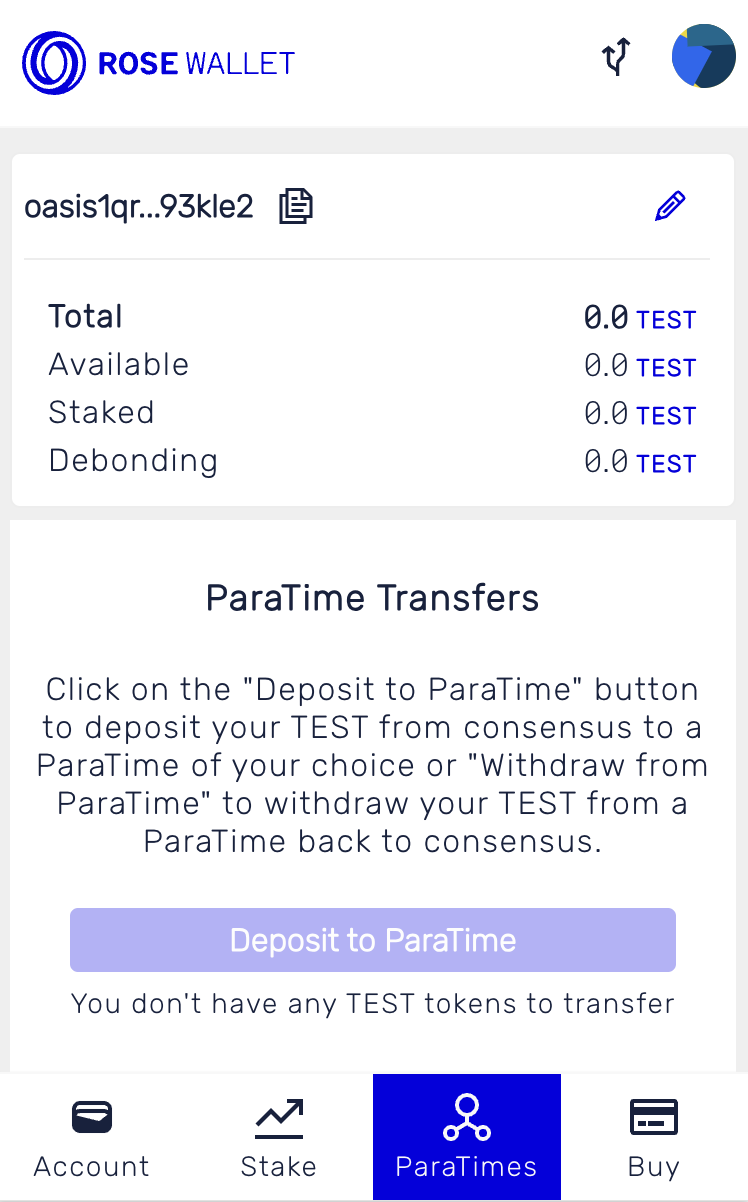 ROSE WALLET
oasis1qr...93kle2
Total 0.0 TEST
Available 0.0 TEST
Staked 0.0 TEST
Debonding 0.0 TEST
ParaTime Transfers
Click on the "Deposit to ParaTime" button
to deposit your TEST from consensus to a
ParaTime of your choice or "Withdraw from
ParaTime" to withdraw your TEST from a
ParaTime back to consensus.
Deposit to ParaTime
You don't have any TEST tokens to transfer
Account Stake ParaTimes Buy